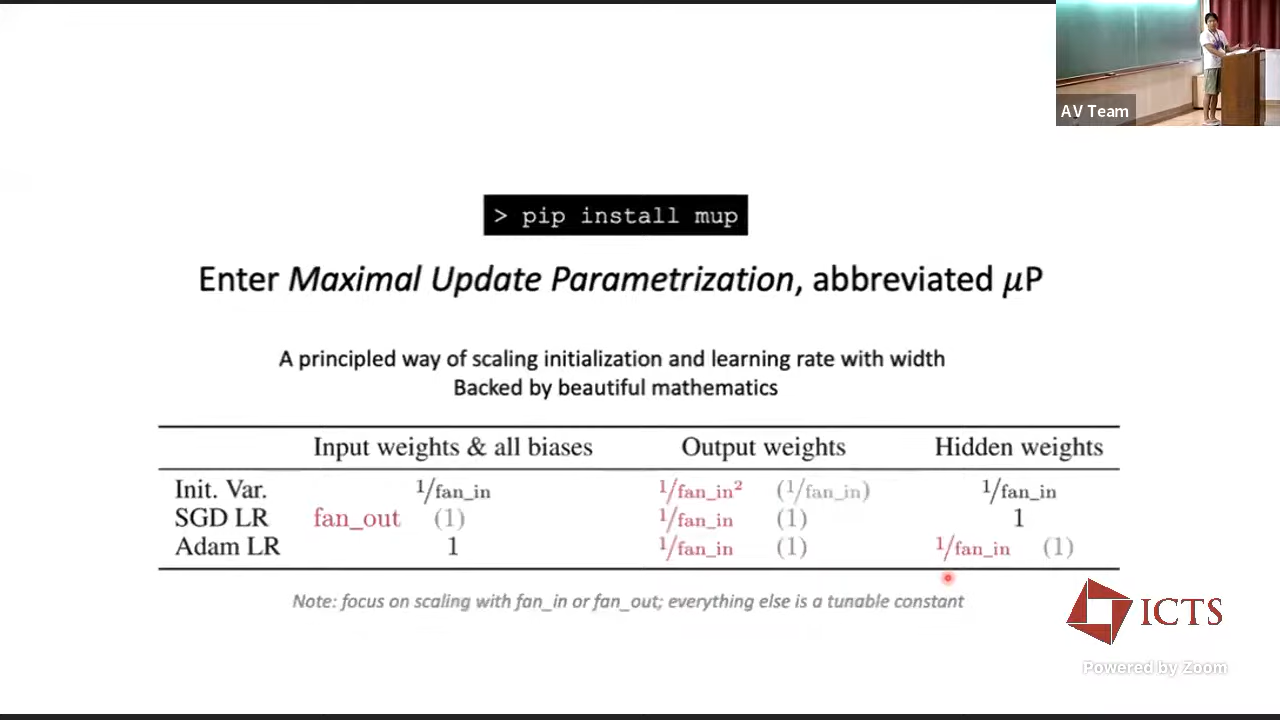 AV Team
> pip install mup
Enter Maximal Update Parametrization, abbreviated μP
A principled way of scaling initialization and learning rate with width
Backed by beautiful mathematics
Input weights & all biases Output weights Hidden weights
Init. Var. 1/fan_in 1/fan_in² (1/fan_in) 1/fan_in
SGD LR fan_out (1) 1/fan_in (1) 1
Adam LR 1 1/fan_in (1) 1/fan_in (1)
Note: focus on scaling with fan_in or fan_out; everything else is a tunable constant
ICTS
Powered by Zoom